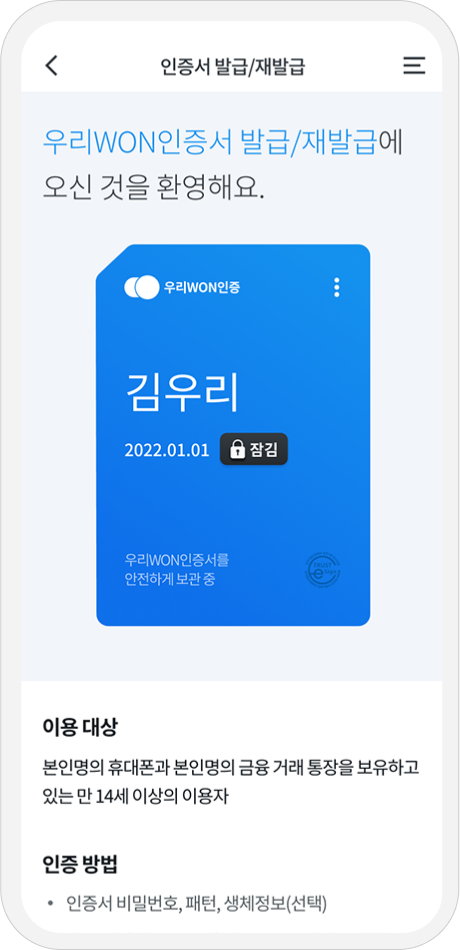 인증서 발급/재발급
우리WON인증서 발급/재발급에
오신 것을 환영해요.
우리WON인증
김우리
2022.01.01 잠김
우리WON인증서를
안전하게 보관 중
이용 대상
본인명의 휴대폰과 본인명의 금융 거래 통장을 보유하고
있는 만 14세 이상의 이용자
인증 방법
• 인증서 비밀번호, 패턴, 생체정보(선택)